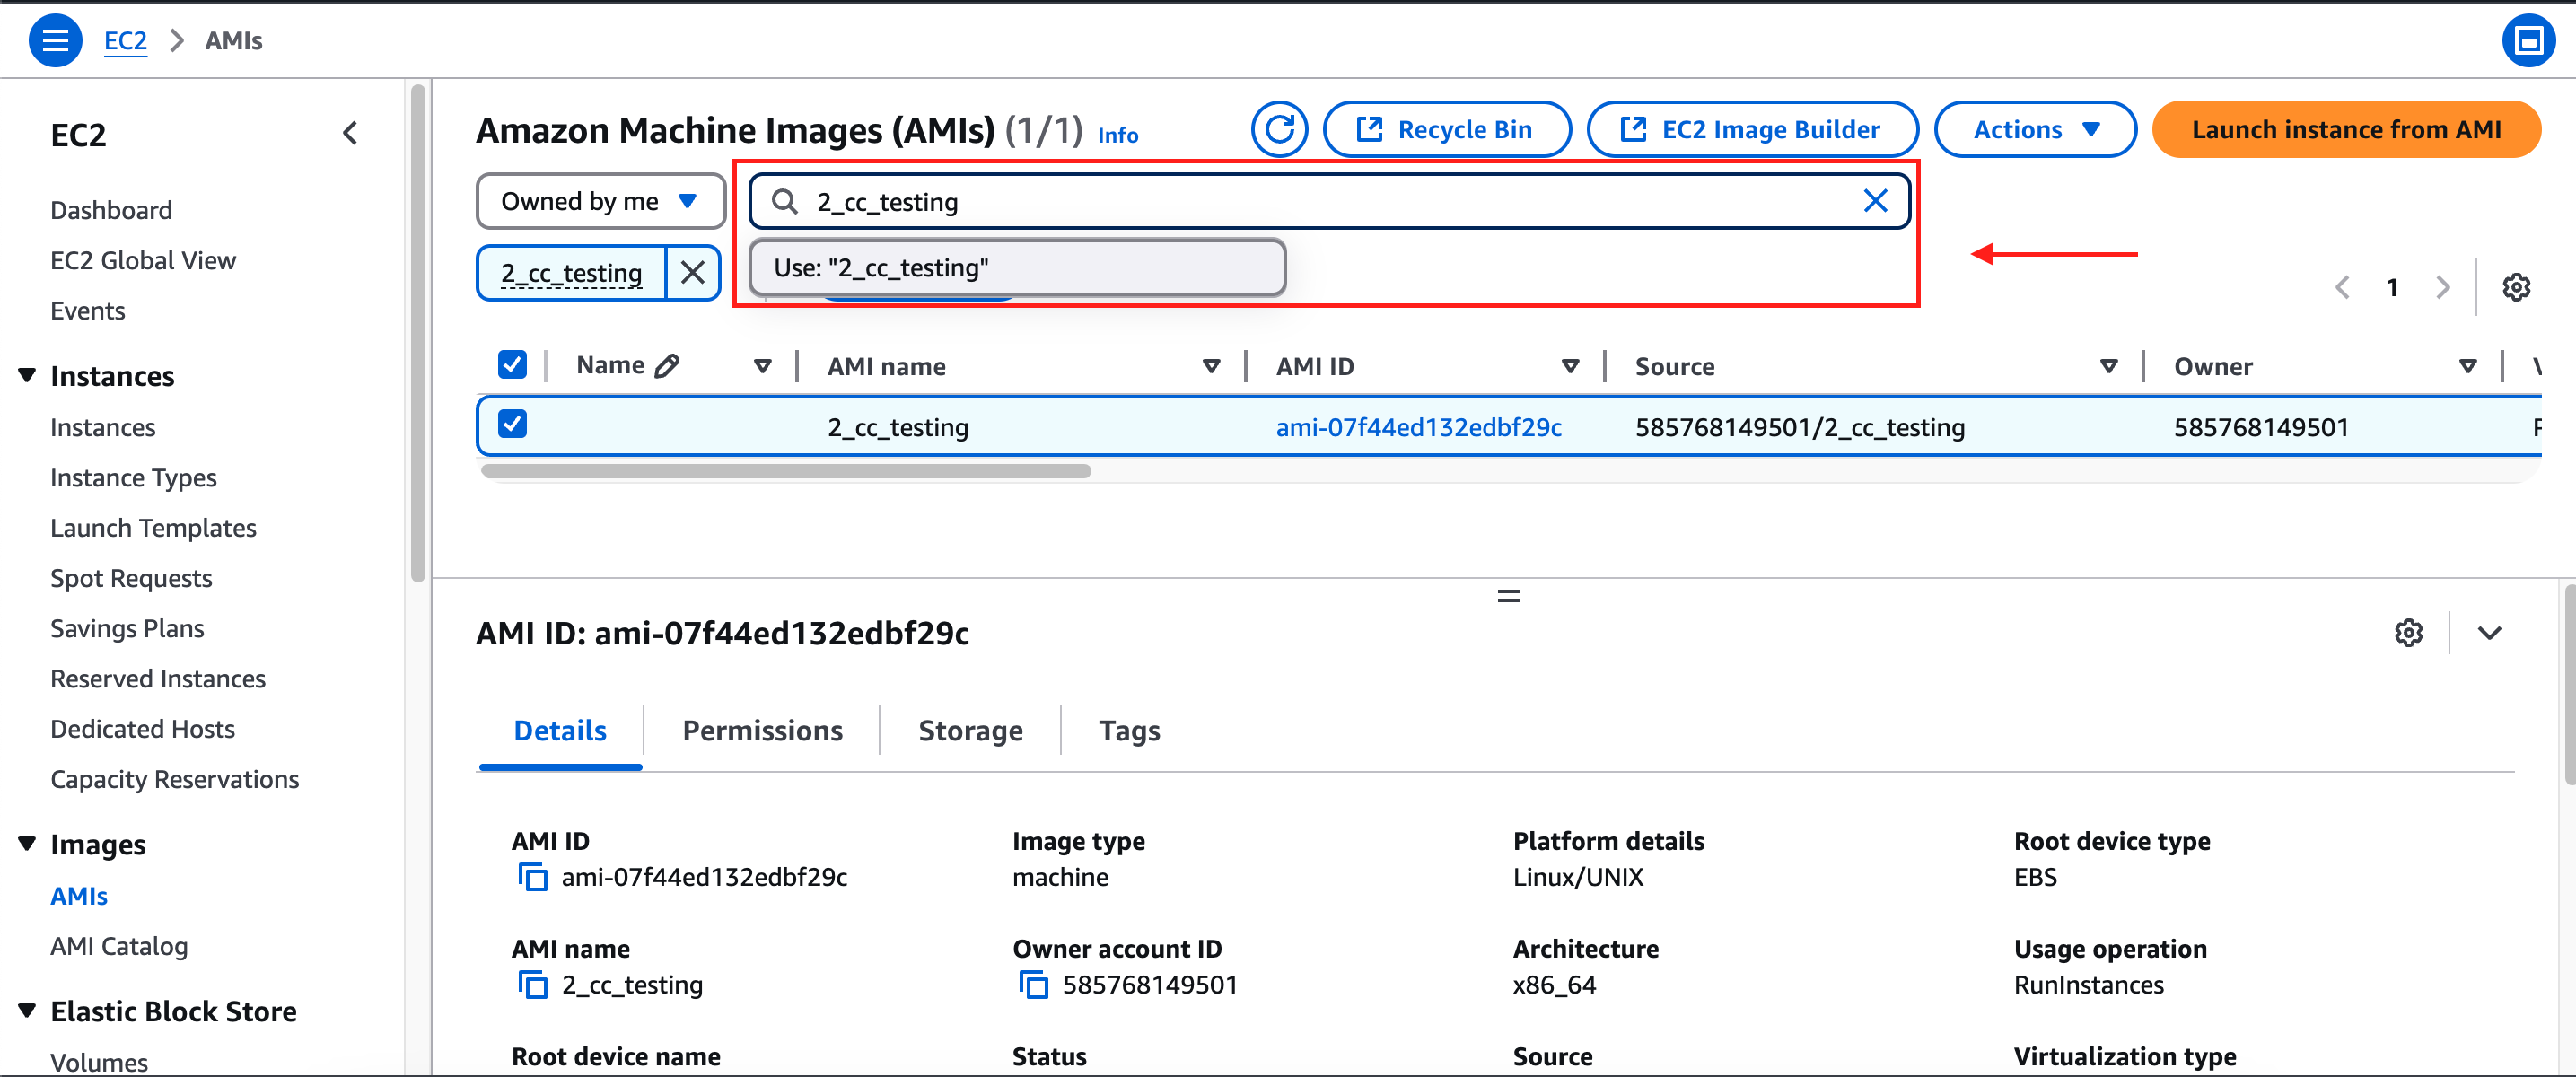 EC2 > AMIs
EC2
Dashboard
EC2 Global View
Events
Instances
Instances
Instance Types
Launch Templates
Spot Requests
Savings Plans
Reserved Instances
Dedicated Hosts
Capacity Reservations
Images
AMIs
AMI Catalog
Elastic Block Store
Volumes
Amazon Machine Images (AMIs) (1/1) Info
Recycle Bin
EC2 Image Builder
Actions
Launch instance from AMI
Owned by me
2_cc_testing
2_cc_testing
Use: "2_cc_testing"
1
Name AMI name AMI ID Source Owner
2_cc_testing ami-07f44ed132edbf29c 585768149501/2_cc_testing 585768149501
AMI ID: ami-07f44ed132edbf29c
Details Permissions Storage Tags
AMI ID Image type Platform details Root device type
ami-07f44ed132edbf29c machine Linux/UNIX EBS
AMI name Owner account ID Architecture Usage operation
2_cc_testing 585768149501 x86_64 RunInstances
Root device name Status Source Virtualization type